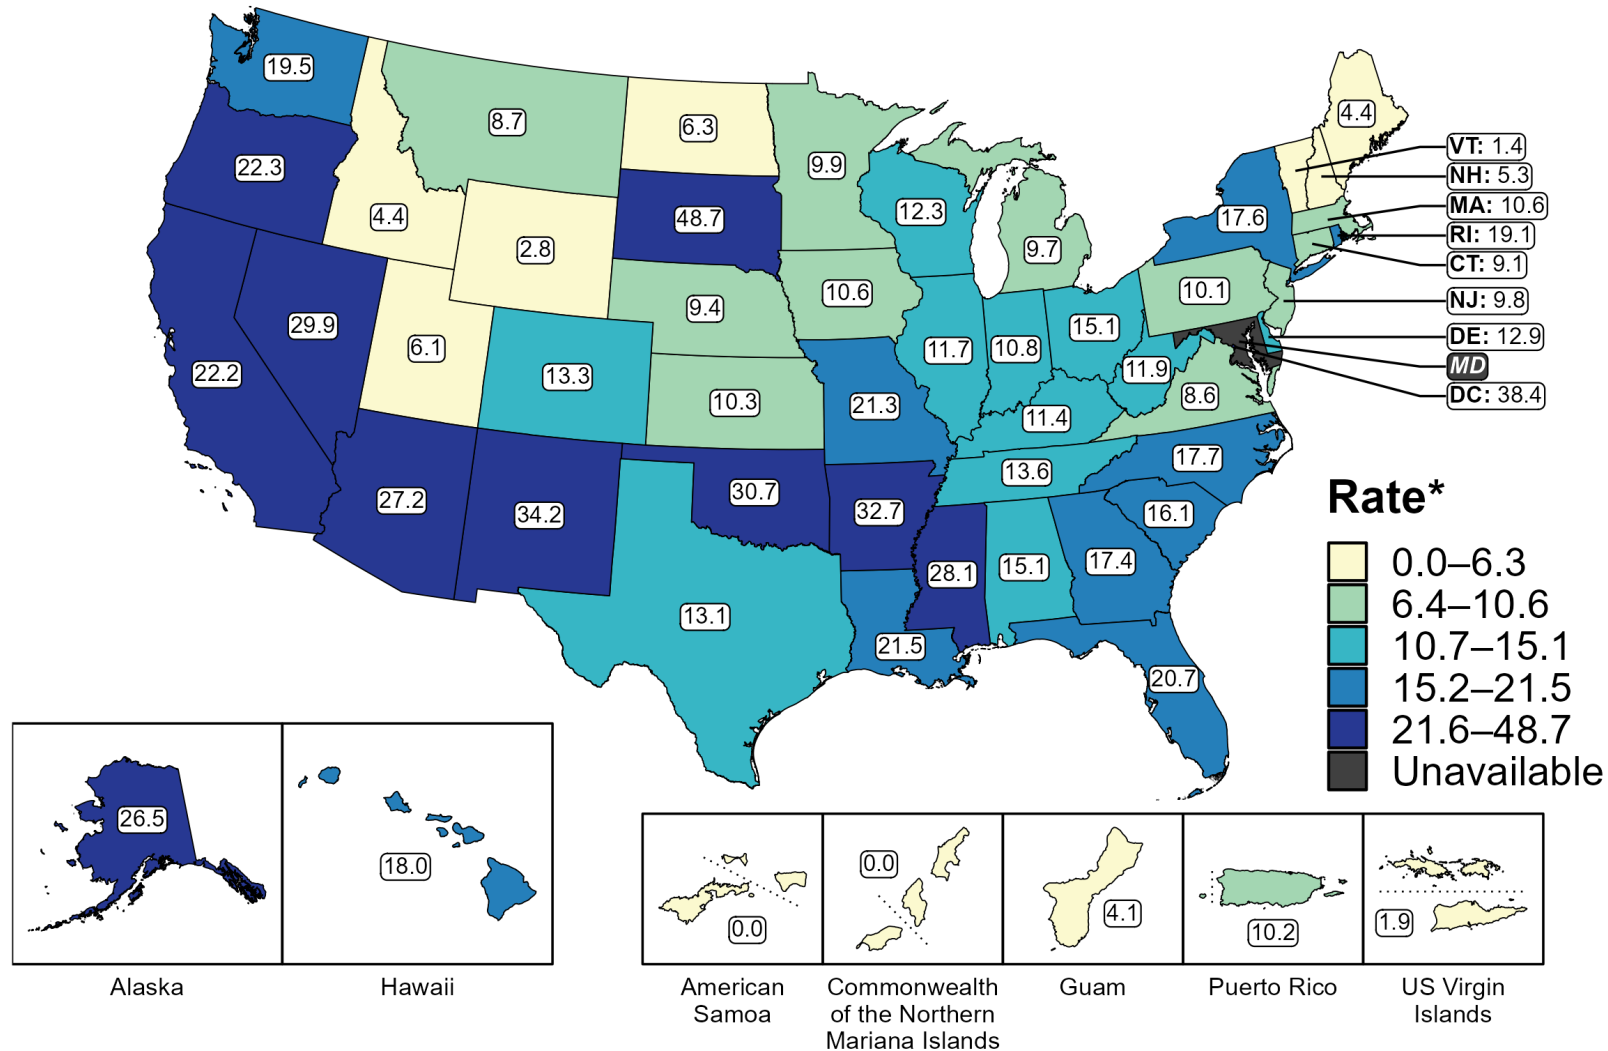 19.5
8.7
6.3
9.9
4.4
22.3
4.4
2.8
48.7
12.3
9.7
17.6
VT: 1.4
NH: 5.3
MA: 10.6
RI: 19.1
CT: 9.1
NJ: 9.8
DE: 12.9
MD
DC: 38.4
22.2
29.9
6.1
13.3
9.4
10.3
10.6
21.3
11.7
10.8
15.1
10.1
11.9
8.6
11.4
13.6
17.7
16.1
27.2
34.2
30.7
32.7
28.1
15.1
17.4
13.1
21.5
20.7
Rate*
0.0–6.3
6.4–10.6
10.7–15.1
15.2–21.5
21.6–48.7
Unavailable
26.5
18.0
0.0
0.0
4.1
10.2
1.9
Alaska
Hawaii
American
Samoa
Commonwealth
of the Northern
Mariana Islands
Guam
Puerto Rico
US Virgin
Islands